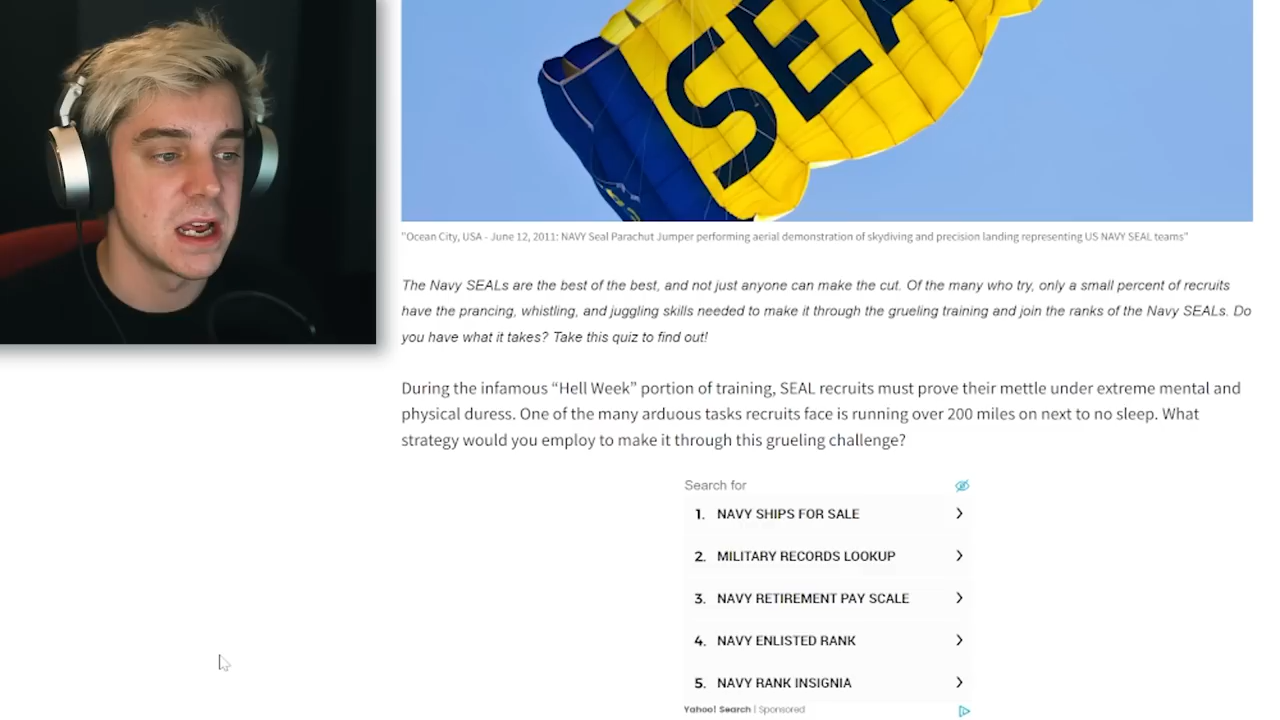 SEA
"Ocean City, USA - June 12, 2011: NAVY Seal Parachut Jumper performing aerial demonstration of skydiving and precision landing representing US NAVY SEAL teams"
The Navy SEALs are the best of the best, and not just anyone can make the cut. Of the many who try, only a small percent of recruits
have the prancing, whistling, and juggling skills needed to make it through the grueling training and join the ranks of the Navy SEALs. Do
you have what it takes? Take this quiz to find out!
During the infamous “Hell Week” portion of training, SEAL recruits must prove their mettle under extreme mental and
physical duress. One of the many arduous tasks recruits face is running over 200 miles on next to no sleep. What
strategy would you employ to make it through this grueling challenge?
Search for
1. NAVY SHIPS FOR SALE
2. MILITARY RECORDS LOOKUP
3. NAVY RETIREMENT PAY SCALE
4. NAVY ENLISTED RANK
5. NAVY RANK INSIGNIA
Yahoo! Search | Sponsored